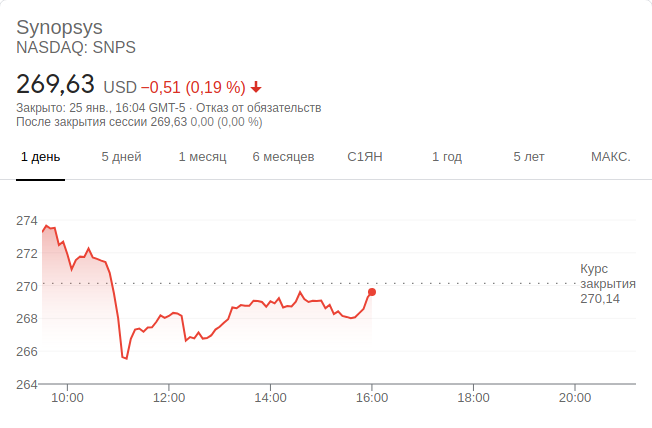 Synopsys
NASDAQ: SNPS
269,63 USD −0,51 (0,19 %)
Закрыто: 25 янв., 16:04 GMT-5 · Отказ от обязательств
После закрытия сессии 269,63 0,00 (0,00 %)
1 день 5 дней 1 месяц 6 месяцев С1ЯН 1 год 5 лет МАКС.
274
272
Курс
270 закрытия
270,14
268
266
264
10:00 12:00 14:00 16:00 18:00 20:00